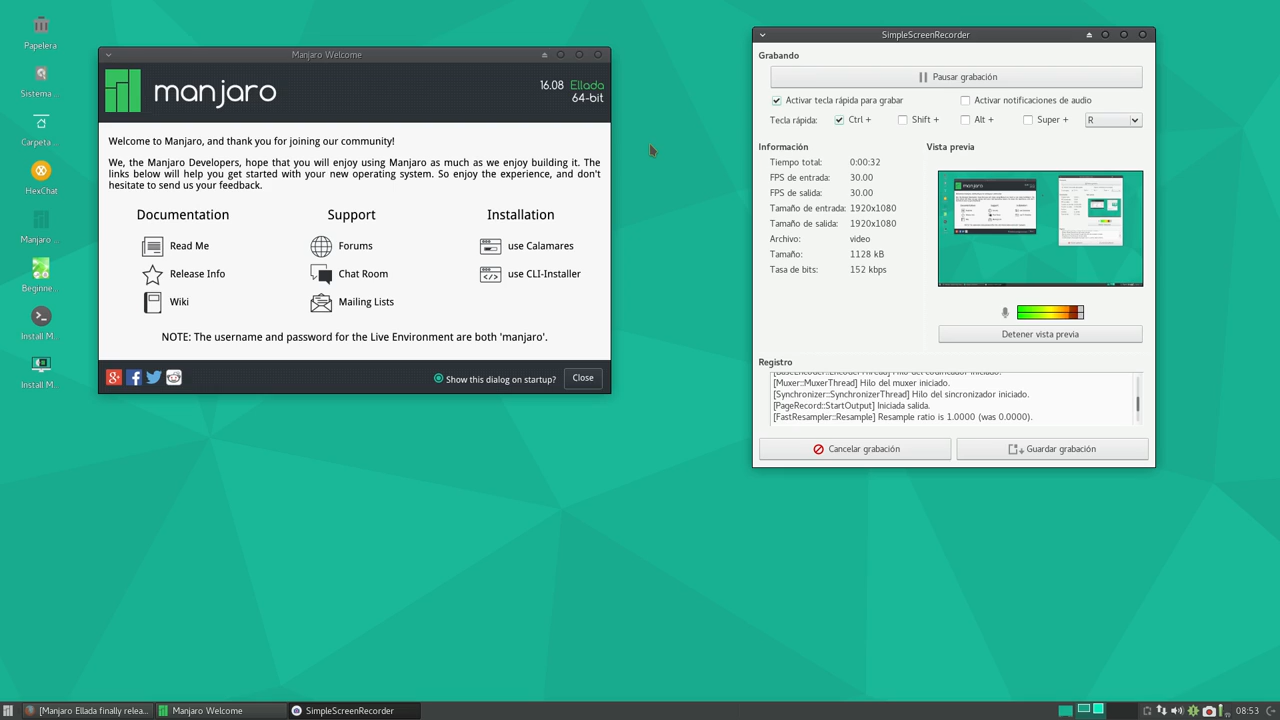 Papelera
Sistema ...
Carpeta ...
HexChat
Manjaro ...
Beginne...
Install M...
Install M...
Manjaro Welcome
manjaro
16.08 Ellada
64-bit
Welcome to Manjaro, and thank you for joining our community!
We, the Manjaro Developers, hope that you will enjoy using Manjaro as much as we enjoy building it. The
links below will help you get started with your new operating system. So enjoy the experience, and don't
hesitate to send us your feedback.
Documentation
Support
Installation
Read Me
Forums
use Calamares
Release Info
Chat Room
use CLI-Installer
Wiki
Mailing Lists
NOTE: The username and password for the Live Environment are both 'manjaro'.
Show this dialog on startup?
Close
SimpleScreenRecorder
Grabando
Pausar grabación
Activar tecla rápida para grabar
Activar notificaciones de audio
Tecla rápida:
Ctrl +
Shift +
Alt +
Super +
R
Información
Vista previa
Tiempo total: 0:00:32
FPS de entrada: 30.00
FPS de salida: 30.00
Tamaño de entrada: 1920x1080
Tamaño de salida: 1920x1080
Archivo: video
Tamaño: 1128 kB
Tasa de bits: 152 kbps
Detener vista previa
Registro
[BaseEncoder::EncoderThread] Hilo del codificador iniciado.
[Muxer::MuxerThread] Hilo del muxer iniciado.
[Synchronizer::SynchronizerThread] Hilo del sincronizador iniciado.
[PageRecord::StartOutput] Iniciada salida.
[FastResampler::Resample] Resample ratio is 1.0000 (was 0.0000).
Cancelar grabación
Guardar grabación
[Manjaro Ellada finally relea...
Manjaro Welcome
SimpleScreenRecorder
08:53